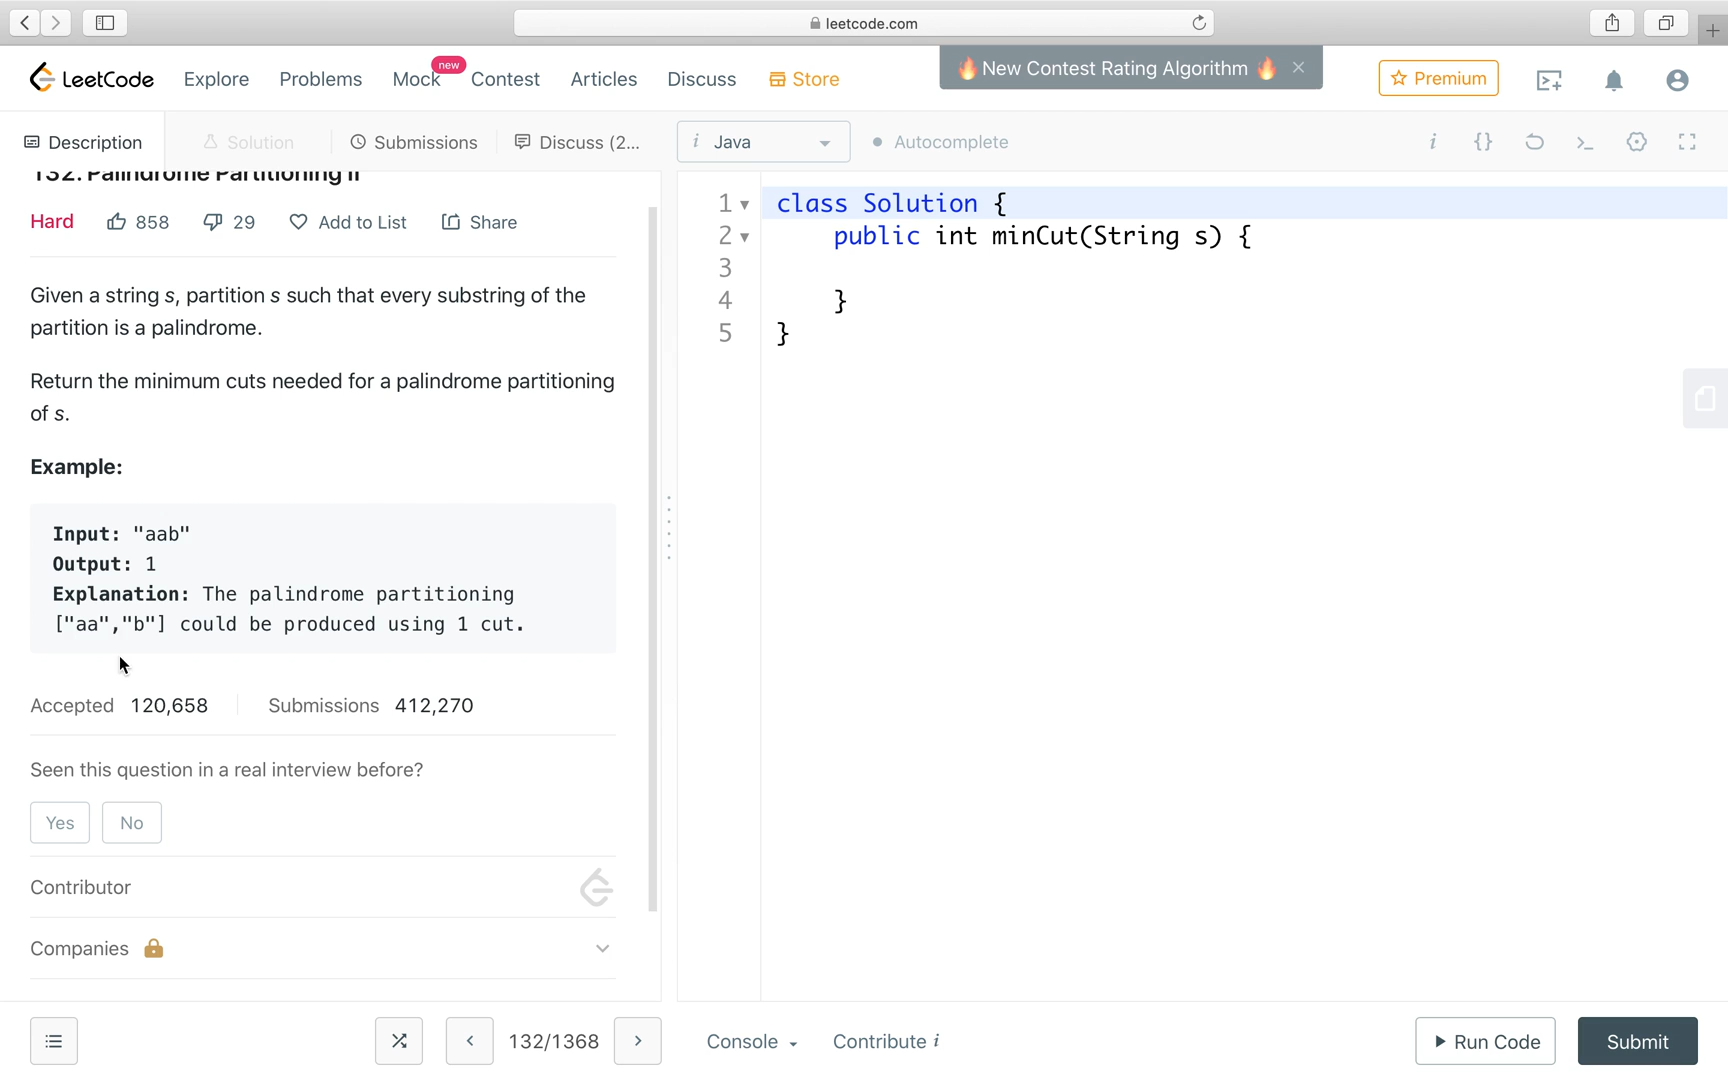 leetcode.com
LeetCode
Explore
Problems
Mock
new
Contest
Articles
Discuss
Store
🔥 New Contest Rating Algorithm 🔥
Premium
Description
Solution
Submissions
Discuss (2...
i Java
Autocomplete
132. Palindrome Partitioning II
Hard
858
29
Add to List
Share
Given a string s, partition s such that every substring of the
partition is a palindrome.
Return the minimum cuts needed for a palindrome partitioning
of s.
Example:
Input: "aab"
Output: 1
Explanation: The palindrome partitioning
["aa","b"] could be produced using 1 cut.
Accepted 120,658
Submissions 412,270
Seen this question in a real interview before?
Yes
No
Contributor
Companies
1 class Solution {
2 public int minCut(String s) {
3
4 }
5 }
132/1368
Console
Contribute i
Run Code
Submit